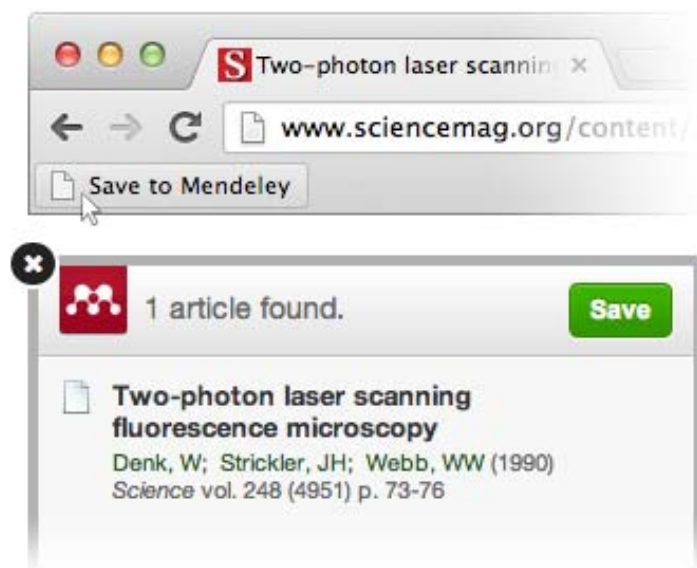 S Two-photon laser scannin
www.sciencemag.org/content/
Save to Mendeley
1 article found.
Save
Two-photon laser scanning
fluorescence microscopy
Denk, W; Strickler, JH; Webb, WW (1990)
Science vol. 248 (4951) p. 73-76